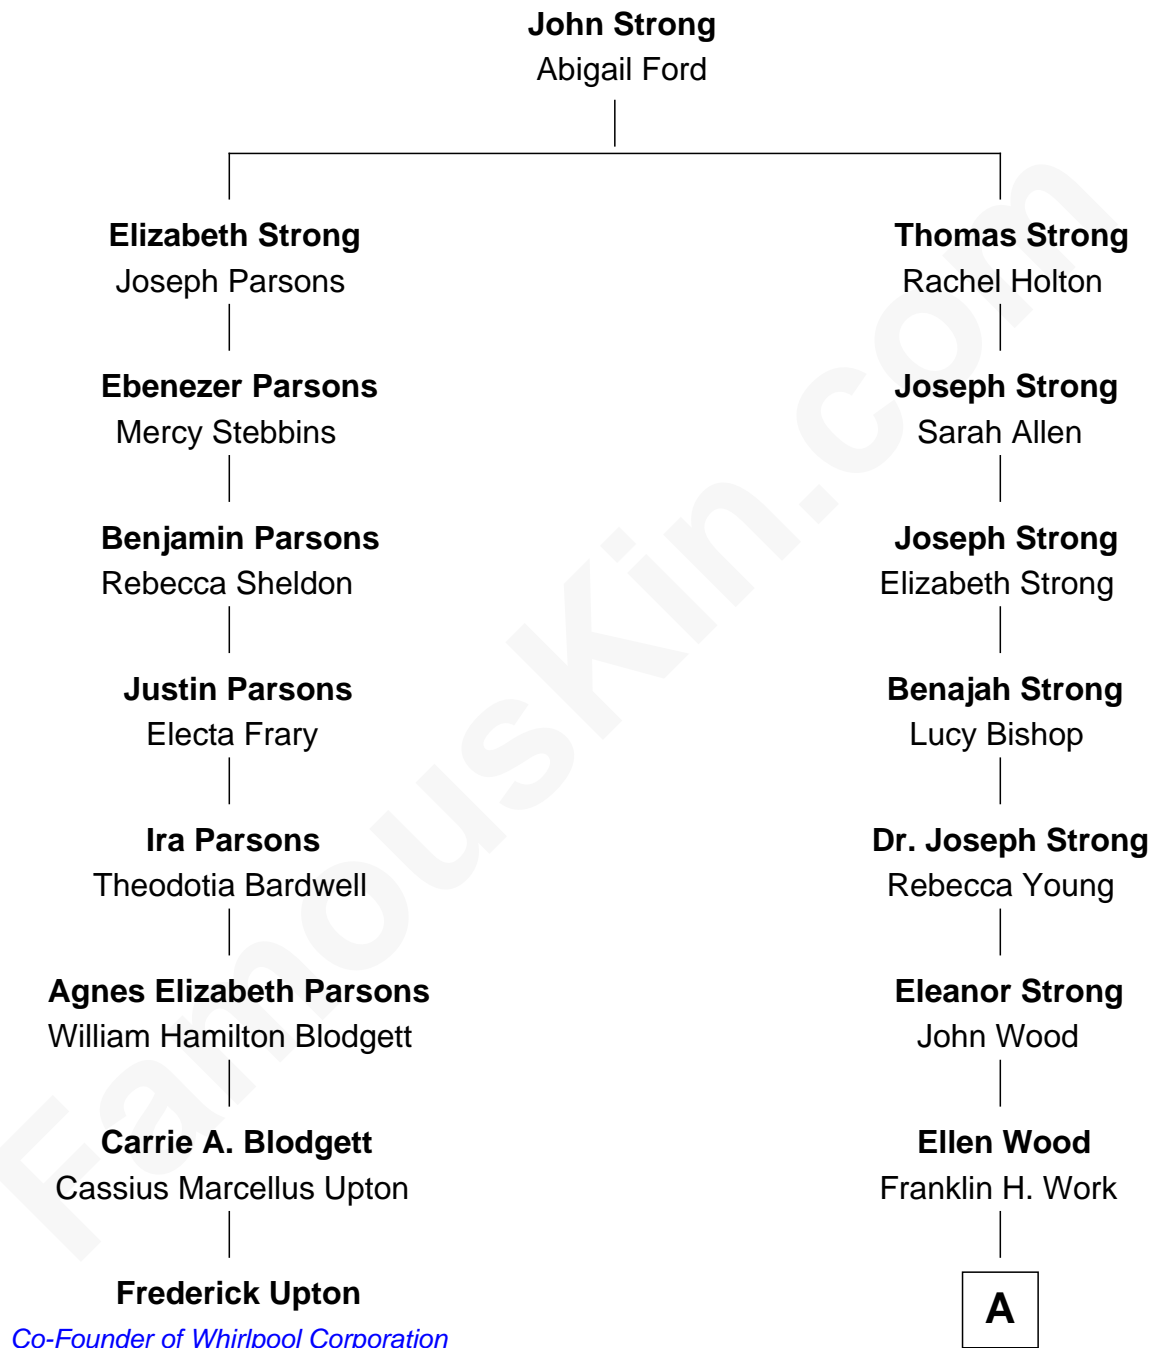 John Strong
Abigail Ford
Elizabeth Strong
Joseph Parsons
Thomas Strong
Rachel Holton
Ebenezer Parsons
Mercy Stebbins
Joseph Strong
Sarah Allen
Benjamin Parsons
Rebecca Sheldon
Joseph Strong
Elizabeth Strong
Justin Parsons
Electa Frary
Benajah Strong
Lucy Bishop
Ira Parsons
Theodotia Bardwell
Dr. Joseph Strong
Rebecca Young
Agnes Elizabeth Parsons
William Hamilton Blodgett
Eleanor Strong
John Wood
Carrie A. Blodgett
Cassius Marcellus Upton
Ellen Wood
Franklin H. Work
Frederick Upton
Co-Founder of Whirlpool Corporation
A
FamousKin.com